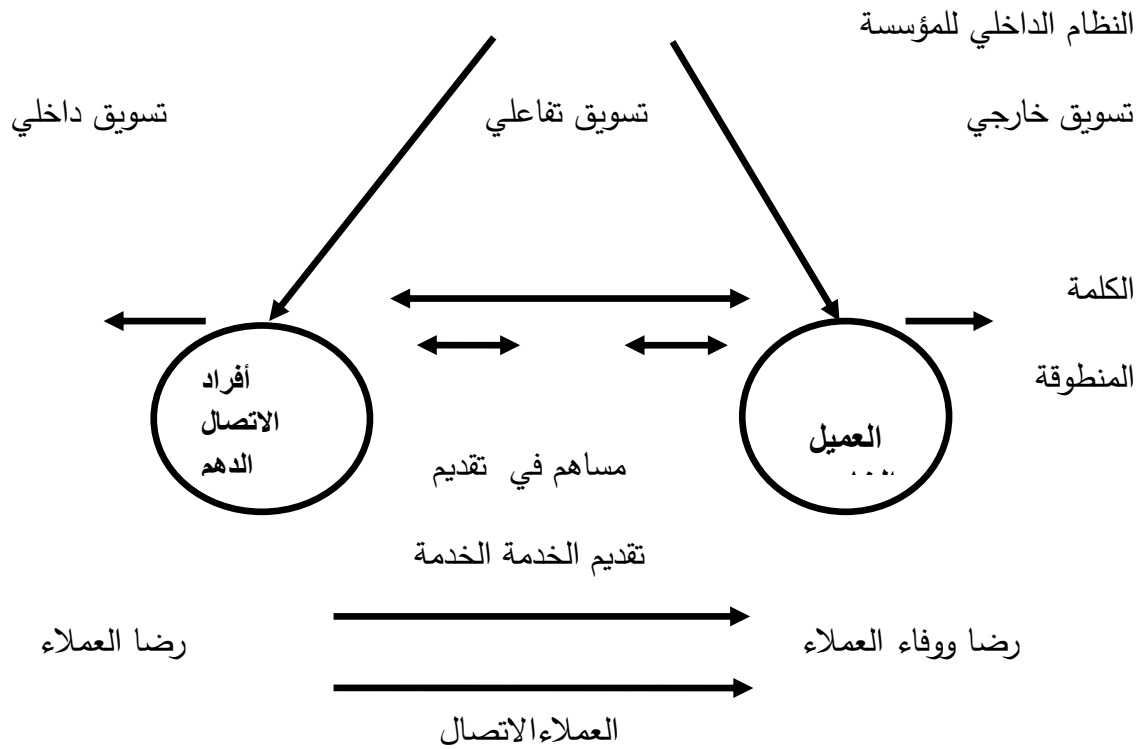 النظام الداخلي للمؤسسة
تسويق خارجي تسويق تفاعلي تسويق داخلي
الكلمة
المنطوقة
العميل
أفراد
الاتصال
الدهم
مساهم في تقديم
تقديم الخدمة الخدمة
رضا ووفاء العملاء رضا العملاء
العملاءالاتصال